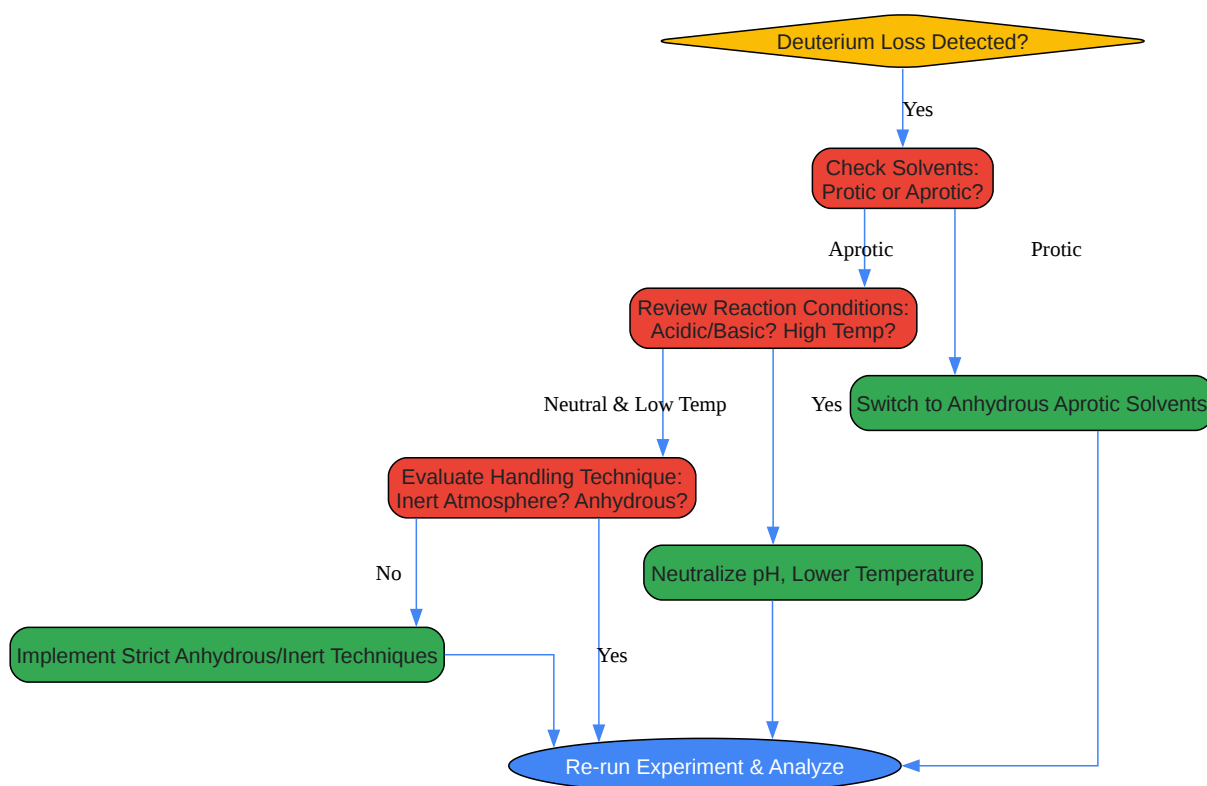 Deuterium Loss Detected?
Yes
Check Solvents:
Protic or Aprotic?
Aprotic
Protic
Review Reaction Conditions:
Acidic/Basic? High Temp?
Neutral & Low Temp
Yes
Switch to Anhydrous Aprotic Solvents
Evaluate Handling Technique:
Inert Atmosphere? Anhydrous?
No
Neutralize pH, Lower Temperature
Implement Strict Anhydrous/Inert Techniques
Yes
Re-run Experiment & Analyze